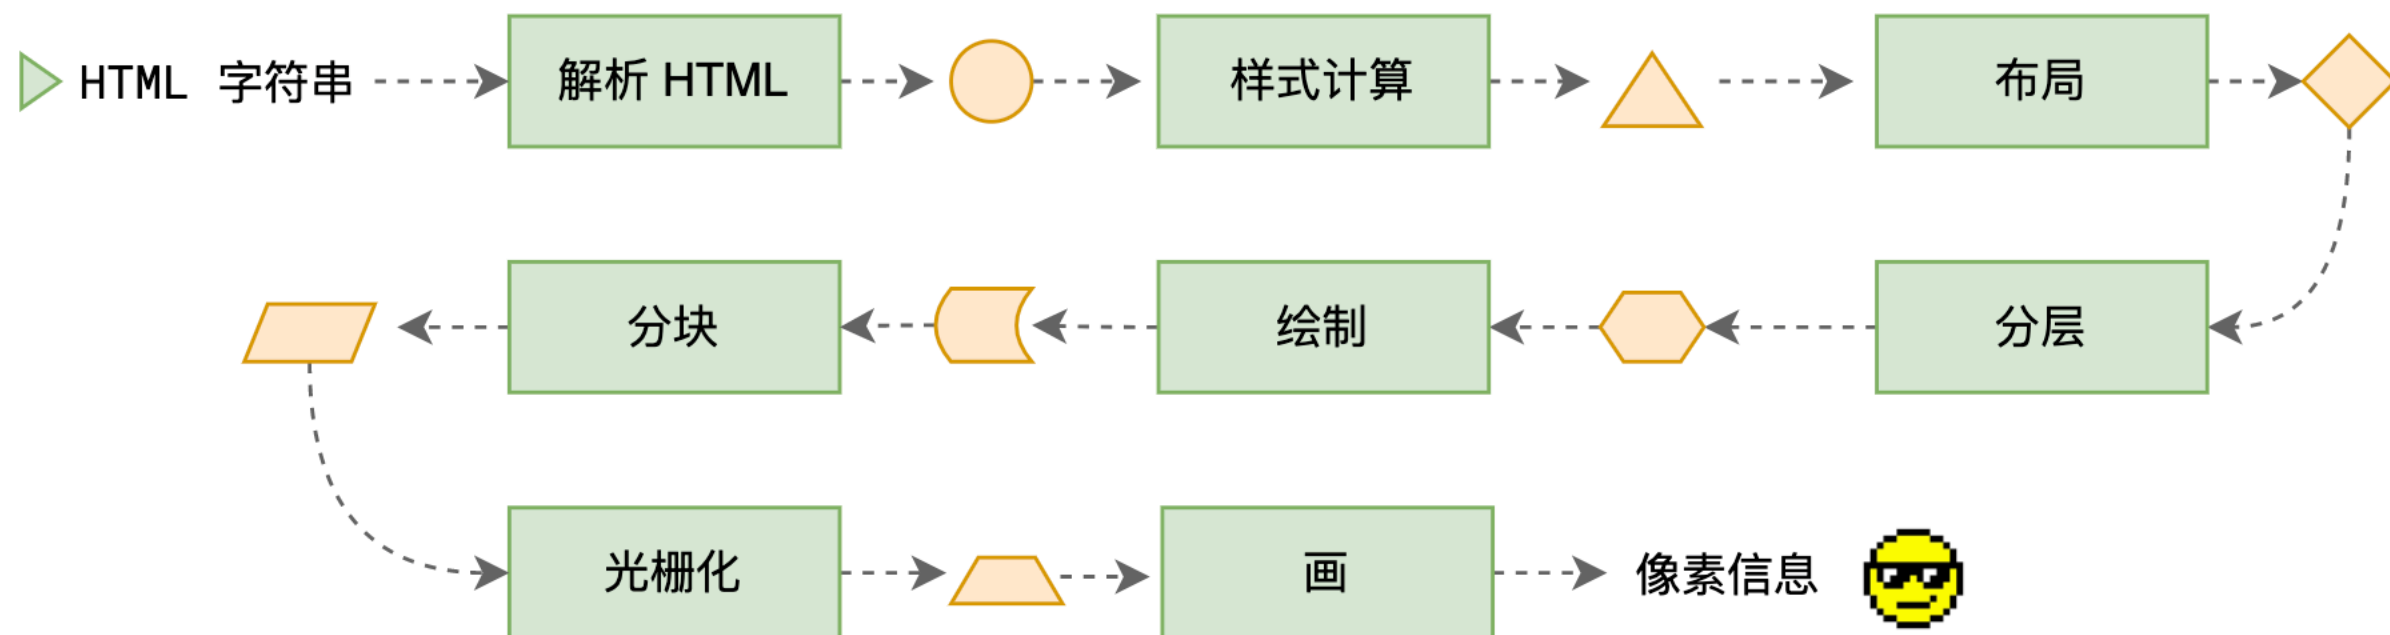 HTML 字符串
解析 HTML
样式计算
布局
分层
绘制
分块
光栅化
画
像素信息